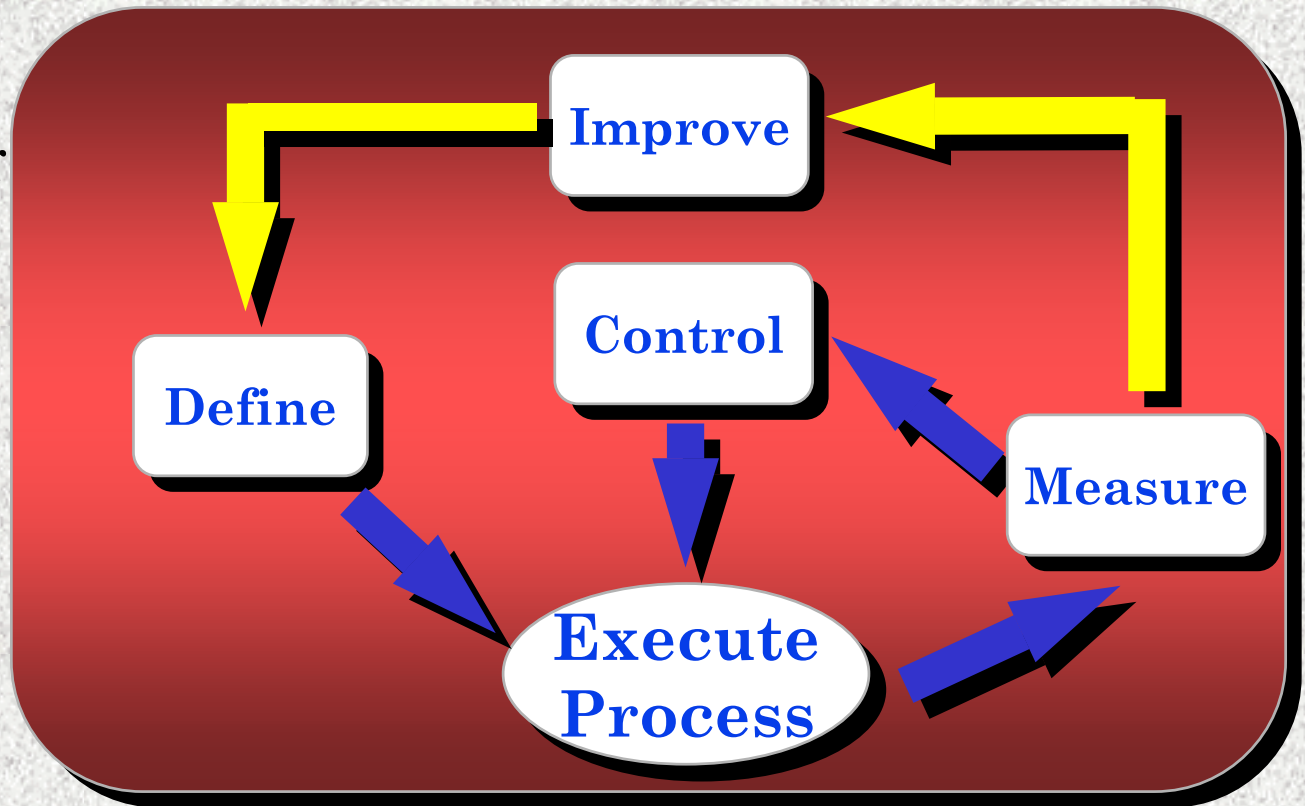 Improve
Control
Define
Measure
Execute
Process